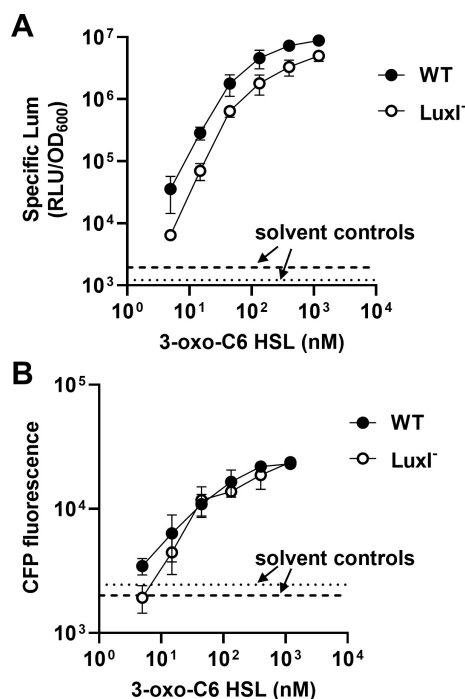 A
Specific Lum
(RLU/OD₆₀₀)
10⁷
10⁶
10⁵
10⁴
10³
10⁰ 10¹ 10² 10³ 10⁴
3-oxo-C6 HSL (nM)
solvent controls
WT
LuxI⁻
B
CFP fluorescence
10⁵
10⁴
10³
10⁰ 10¹ 10² 10³ 10⁴
3-oxo-C6 HSL (nM)
solvent controls
WT
LuxI⁻